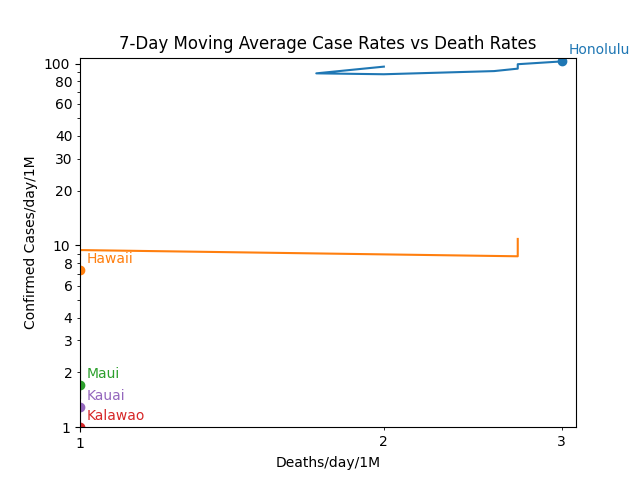 7-Day Moving Average Case Rates vs Death Rates
Honolulu
100
80
60
40
30
20
10
8
6
4
3
2
1
Confirmed Cases/day/1M
Hawaii
Maui
Kauai
Kalawao
1
2
3
Deaths/day/1M